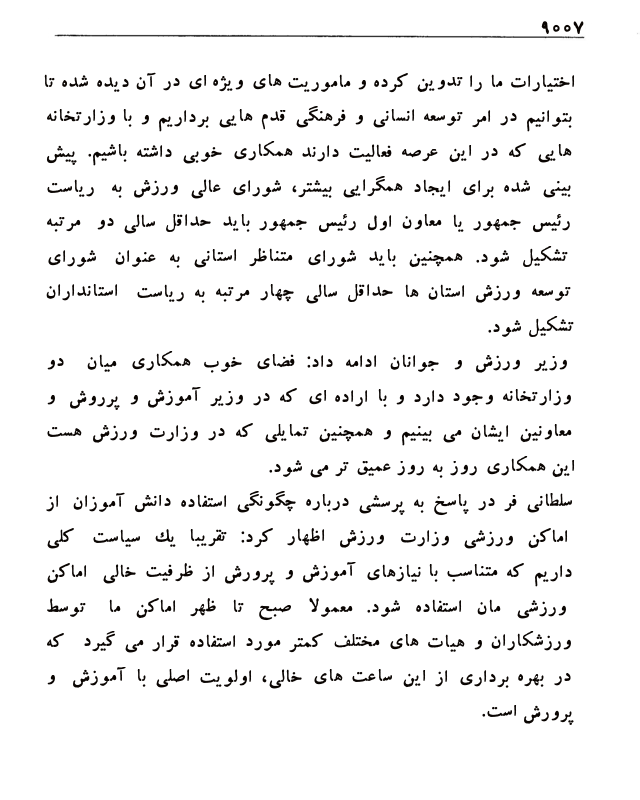 ۹۰۰۷
اختیارات ما را تدوین کرده و ماموریت های ویژه ای در آن دیده شده تا
بتوانیم در امر توسعه انسانی و فرهنگی قدم هایی برداریم و با وزارتخانه
هایی که در این عرصه فعالیت دارند همکاری خوبی داشته باشیم. پیش
بینی شده برای ایجاد همگرایی بیشتر، شورای عالی ورزش به ریاست
رئیس جمهور یا معاون اول رئیس جمهور باید حداقل سالی دو مرتبه
تشکیل شود. همچنین باید شورای متناظر استانی به عنوان شورای
توسعه ورزش استان ها حداقل سالی چهار مرتبه به ریاست استانداران
تشکیل شود.
وزیر ورزش و جوانان ادامه داد: فضای خوب همکاری میان دو
وزارتخانه وجود دارد و با اراده ای که در وزیر آموزش و پرروش و
معاونین ایشان می بینیم و همچنین تمایلی که در وزارت ورزش هست
این همکاری روز به روز عمیق تر می شود.
سلطانی فر در پاسخ به پرسشی درباره چگونگی استفاده دانش آموزان از
اماکن ورزشی وزارت ورزش اظهار کرد: تقریبا یك سیاست کلی
داریم که متناسب با نیازهای آموزش و پرورش از ظرفیت خالی اماکن
ورزشی مان استفاده شود. معمولا صبح تا ظهر اماکن ما توسط
ورزشکاران و هیات های مختلف کمتر مورد استفاده قرار می گیرد که
در بهره برداری از این ساعت های خالی، اولویت اصلی با آموزش و
پرورش است.